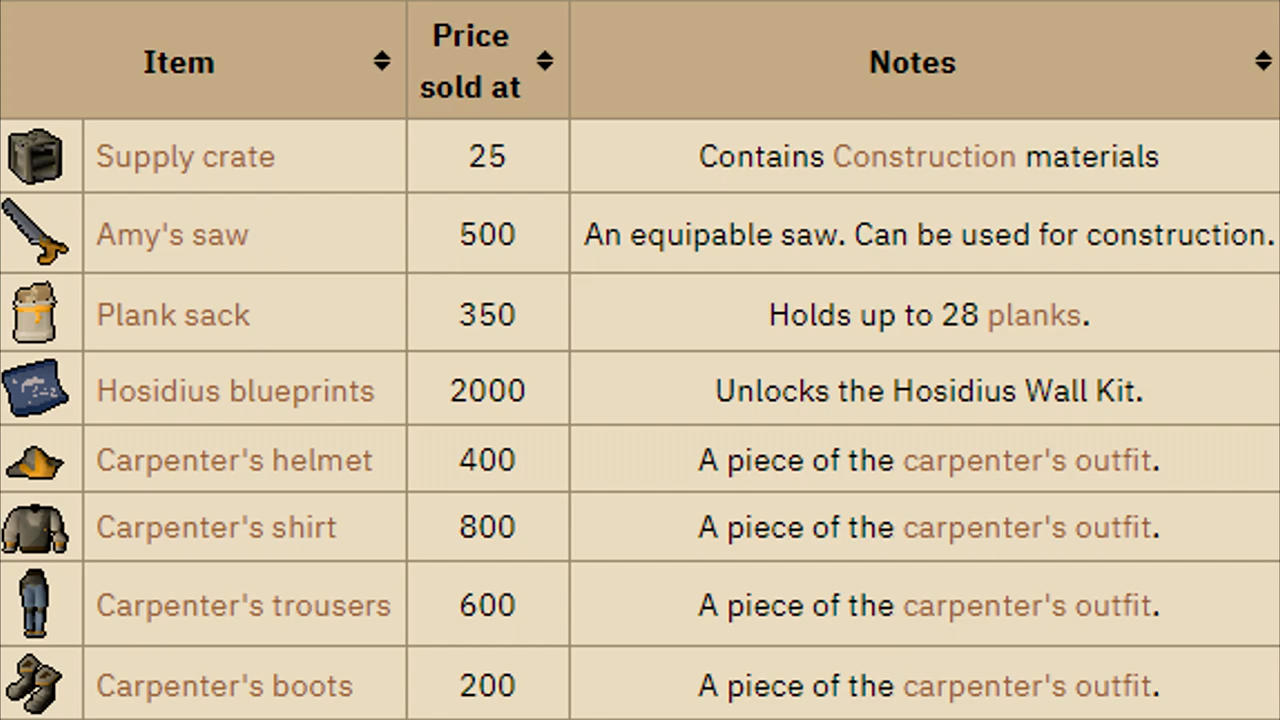 Item Price sold at Notes
Supply crate 25 Contains Construction materials
Amy's saw 500 An equipable saw. Can be used for construction.
Plank sack 350 Holds up to 28 planks.
Hosidius blueprints 2000 Unlocks the Hosidius Wall Kit.
Carpenter's helmet 400 A piece of the carpenter's outfit.
Carpenter's shirt 800 A piece of the carpenter's outfit.
Carpenter's trousers 600 A piece of the carpenter's outfit.
Carpenter's boots 200 A piece of the carpenter's outfit.